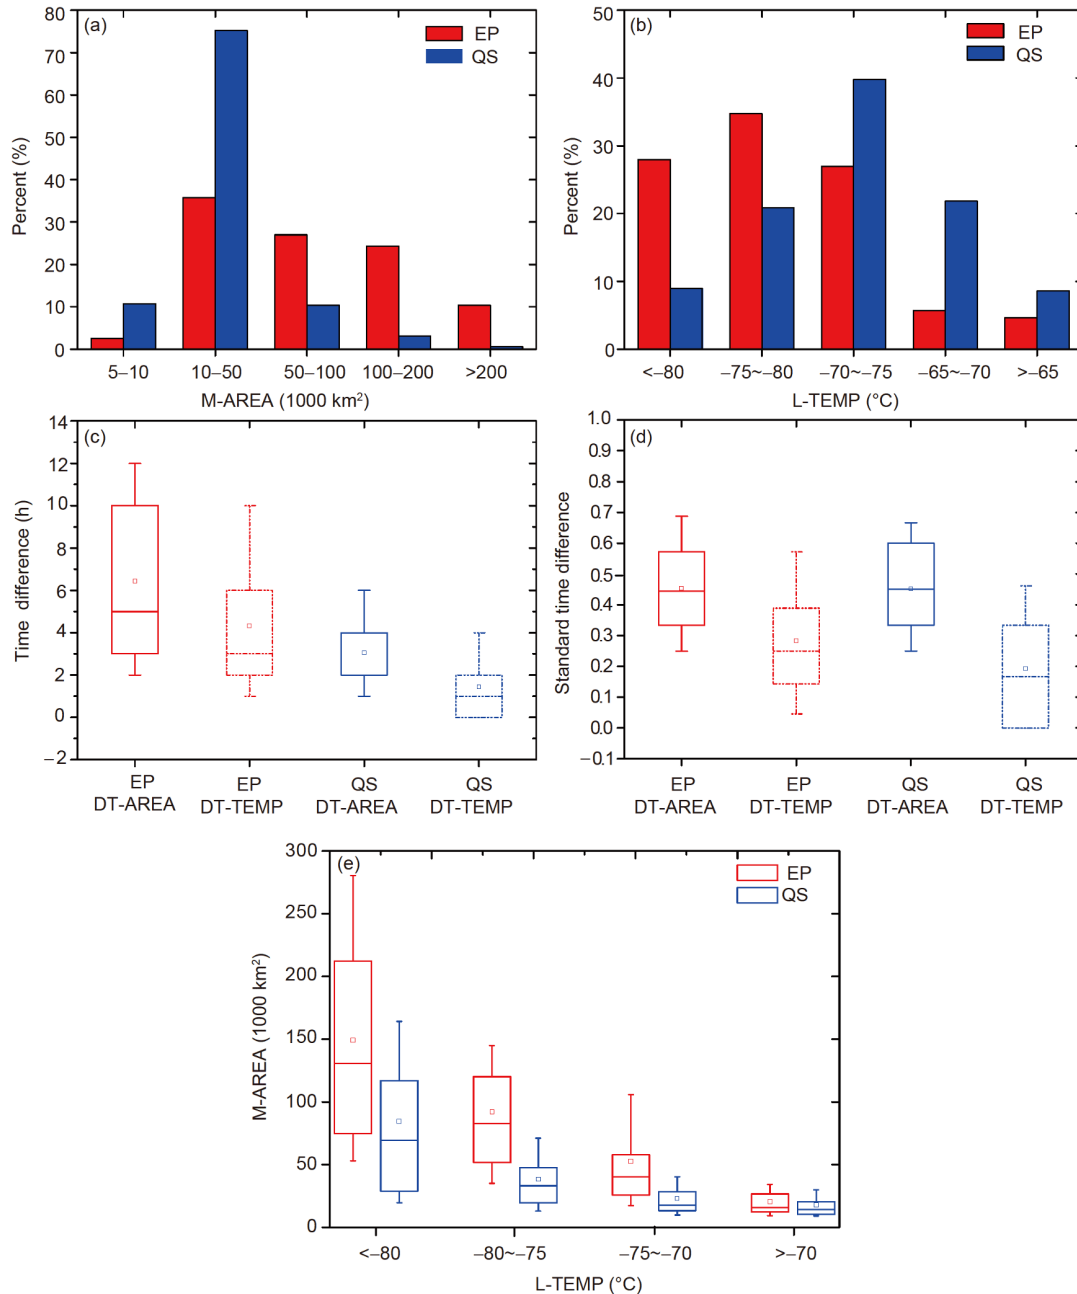 (a)
EP
QS
80
70
60
50
40
30
20
10
0
Percent (%)
5–10 10–50 50–100 100–200 >200
M-AREA (1000 km²)
(b)
EP
QS
50
40
30
20
10
0
Percent (%)
<–80 –75~–80 –70~–75 –65~–70 >–65
L-TEMP (°C)
(c)
14
12
10
8
6
4
2
0
–2
Time difference (h)
EP EP QS QS
DT-AREA DT-TEMP DT-AREA DT-TEMP
(d)
1.0
0.9
0.8
0.7
0.6
0.5
0.4
0.3
0.2
0.1
0.0
–0.1
Standard time difference
EP EP QS QS
DT-AREA DT-TEMP DT-AREA DT-TEMP
(e)
EP
QS
300
250
200
150
100
50
0
M-AREA (1000 km²)
<–80 –80~–75 –75~–70 >–70
L-TEMP (°C)